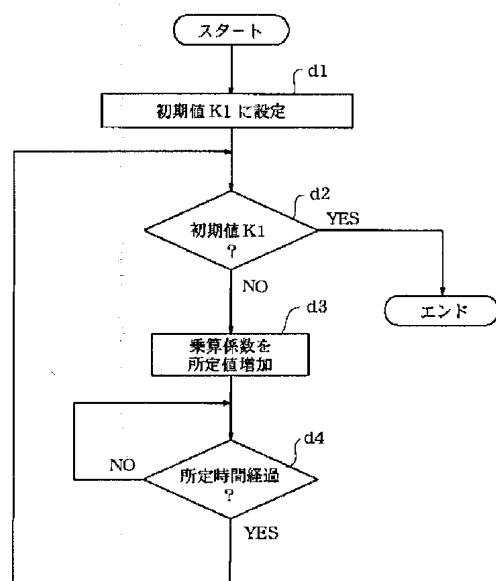 スタート
d1
初期値K1に設定
d2
初期値K1
?
YES
NO
エンド
d3
乗算係数を
所定値増加
d4
所定時間経過
?
NO
YES